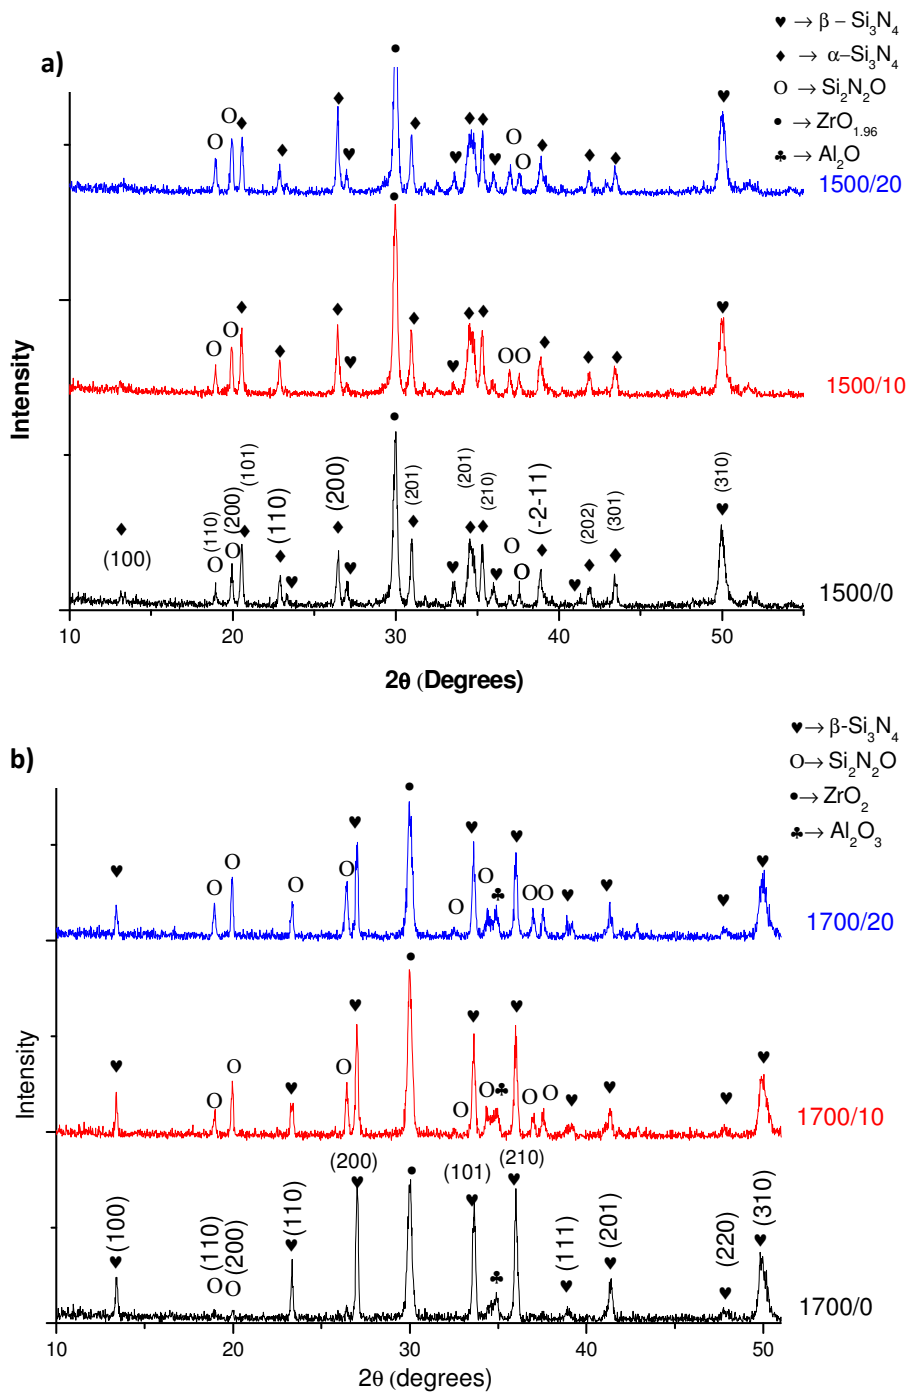 a)
♥ → β – Si3N4
♦ → α–Si3N4
O → Si2N2O
• → ZrO1.96
♣ → Al2O
1500/20
1500/10
(100)
(110)
(200)
(101)
(110)
(200)
(201)
(201)
(210)
(-2-11)
(202)
(301)
(310)
1500/0
Intensity
10 20 30 40 50
2θ (Degrees)
b)
♥→ β-Si3N4
O→ Si2N2O
•→ ZrO2
♣→ Al2O3
1700/20
1700/10
(100)
(110)
(200)
(110)
(200)
(101)
(210)
(111)
(201)
(220)
(310)
1700/0
Intensity
10 20 30 40 50
2θ (degrees)